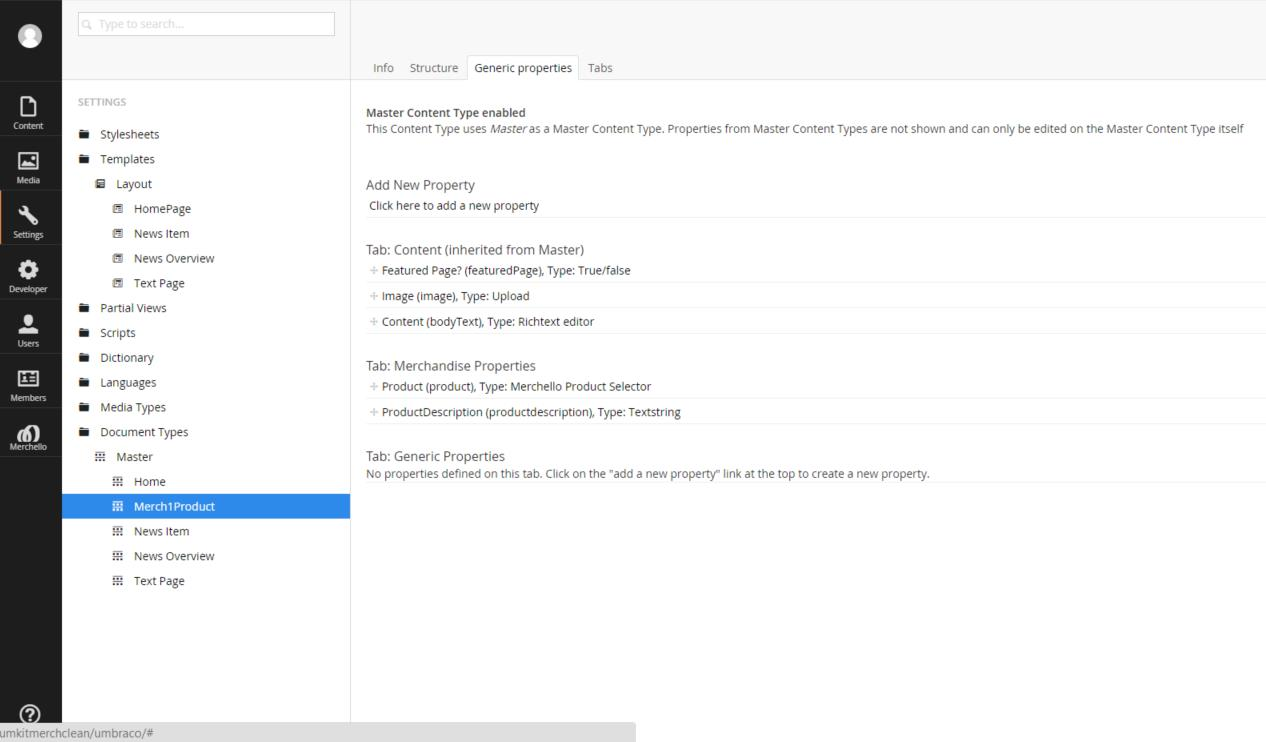 Type to search...
Content
Media
Settings
Developer
Users
Members
Merchello
SETTINGS
Stylesheets
Templates
Layout
HomePage
News Item
News Overview
Text Page
Partial Views
Scripts
Dictionary
Languages
Media Types
Document Types
Master
Home
Merch1Product
News Item
News Overview
Text Page
Info Structure Generic properties Tabs
Master Content Type enabled
This Content Type uses Master as a Master Content Type. Properties from Master Content Types are not shown and can only be edited on the Master Content Type itself
Add New Property
Click here to add a new property
Tab: Content (inherited from Master)
Featured Page? (featuredPage), Type: True/false
Image (image), Type: Upload
Content (bodyText), Type: Richtext editor
Tab: Merchandise Properties
Product (product), Type: Merchello Product Selector
ProductDescription (productdescription), Type: Textstring
Tab: Generic Properties
No properties defined on this tab. Click on the "add a new property" link at the top to create a new property.
umkitmerchclean/umbraco/#